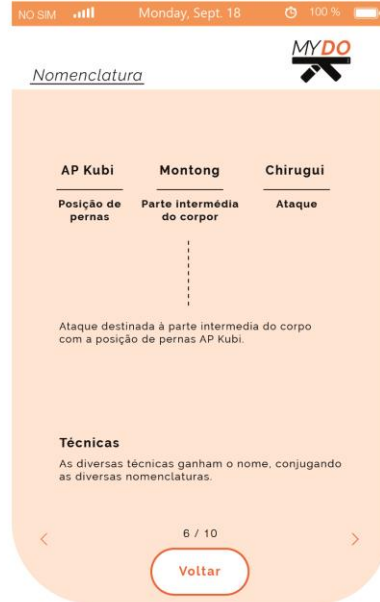 NO SIM Monday, Sept. 18 100 %
MYDO
Nomenclatura
AP Kubi Montong Chirugui
Posição de Parte intermédia Ataque
pernas do corpor
Ataque destinada à parte intermedia do corpo
com a posição de pernas AP Kubi.
Técnicas
As diversas técnicas ganham o nome, conjugando
as diversas nomenclaturas.
< 6 / 10 >
Voltar